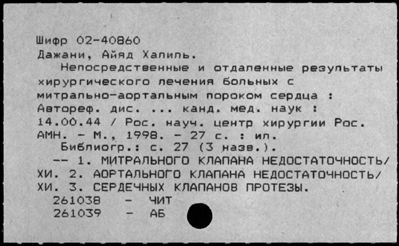 Шифр 02-40860
Дажани, Айяд Халиль.
Непосредственные и отдаленные результаты
хирургического лечения больных с
митрально-аортальным пороком сердца :
Автореф. дис. ... канд. мед. наук :
14.00.44 / Рос. науч. центр хирургии Рос.
АМН. - М., 1998. - 27 с. : ил.
Библиогр.: с. 27 (3 назв.).
-- 1. МИТРАЛЬНОГО КЛАПАНА НЕДОСТАТОЧНОСТЬ/
ХИ. 2. АОРТАЛЬНОГО КЛАПАНА НЕДОСТАТОЧНОСТЬ/
ХИ. 3. СЕРДЕЧНЫХ КЛАПАНОВ ПРОТЕЗЫ.
261038 - ЧИТ
261039 - АБ